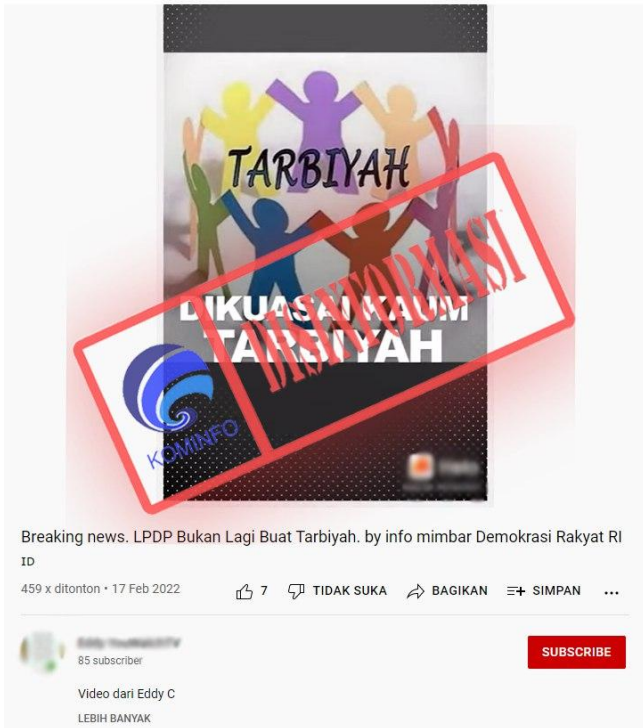 TARBIYAH
DIKUASAI KAUM
TARBIYAH
DISINFORMASI
KOMINFO
Breaking news. LPDP Bukan Lagi Buat Tarbiyah. by info mimbar Demokrasi Rakyat RI
ID
459 x ditonton • 17 Feb 2022
7 TIDAK SUKA BAGIKAN SIMPAN ...
85 subscriber
SUBSCRIBE
Video dari Eddy C
LEBIH BANYAK